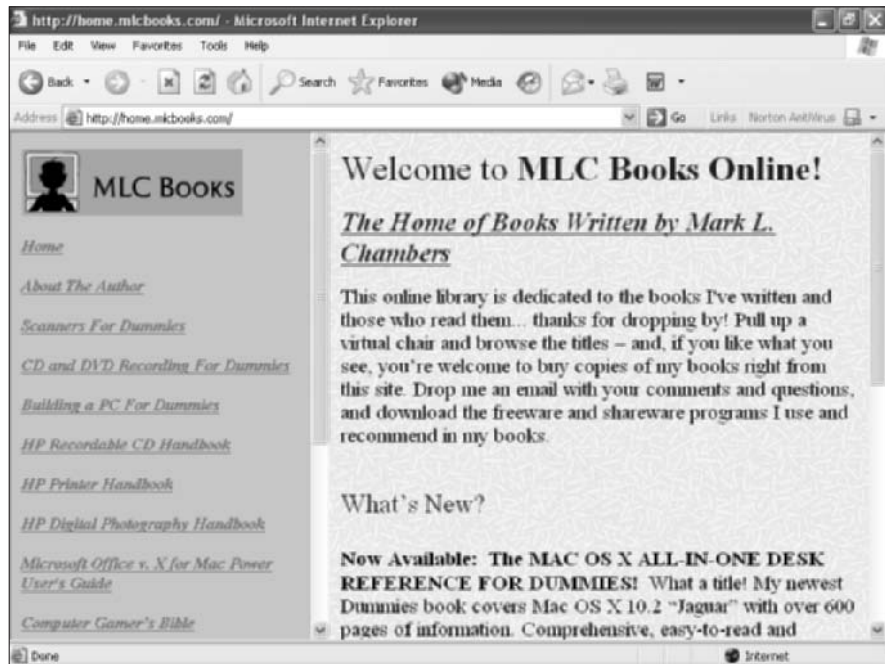 http://home.mlcbooks.com/ - Microsoft Internet Explorer
File Edit View Favorites Tools Help
Back Search Favorites Media
Address http://home.mlcbooks.com/ Go Links Norton AntiVirus
MLC BOOKS
Home
About The Author
Scanners For Dummies
CD and DVD Recording For Dummies
Building a PC For Dummies
HP Recordable CD Handbook
HP Printer Handbook
HP Digital Photography Handbook
Microsoft Office v. X for Mac Power
User's Guide
Computer Gamer's Bible
Welcome to MLC Books Online!
The Home of Books Written by Mark L.
Chambers
This online library is dedicated to the books I've written and
those who read them... thanks for dropping by! Pull up a
virtual chair and browse the titles – and, if you like what you
see, you're welcome to buy copies of my books right from
this site. Drop me an email with your comments and questions,
and download the freeware and shareware programs I use and
recommend in my books.
What's New?
Now Available: The MAC OS X ALL-IN-ONE DESK
REFERENCE FOR DUMMIES! What a title! My newest
Dummies book covers Mac OS X 10.2 “Jaguar” with over 600
pages of information. Comprehensive, easy-to-read and
Done Internet